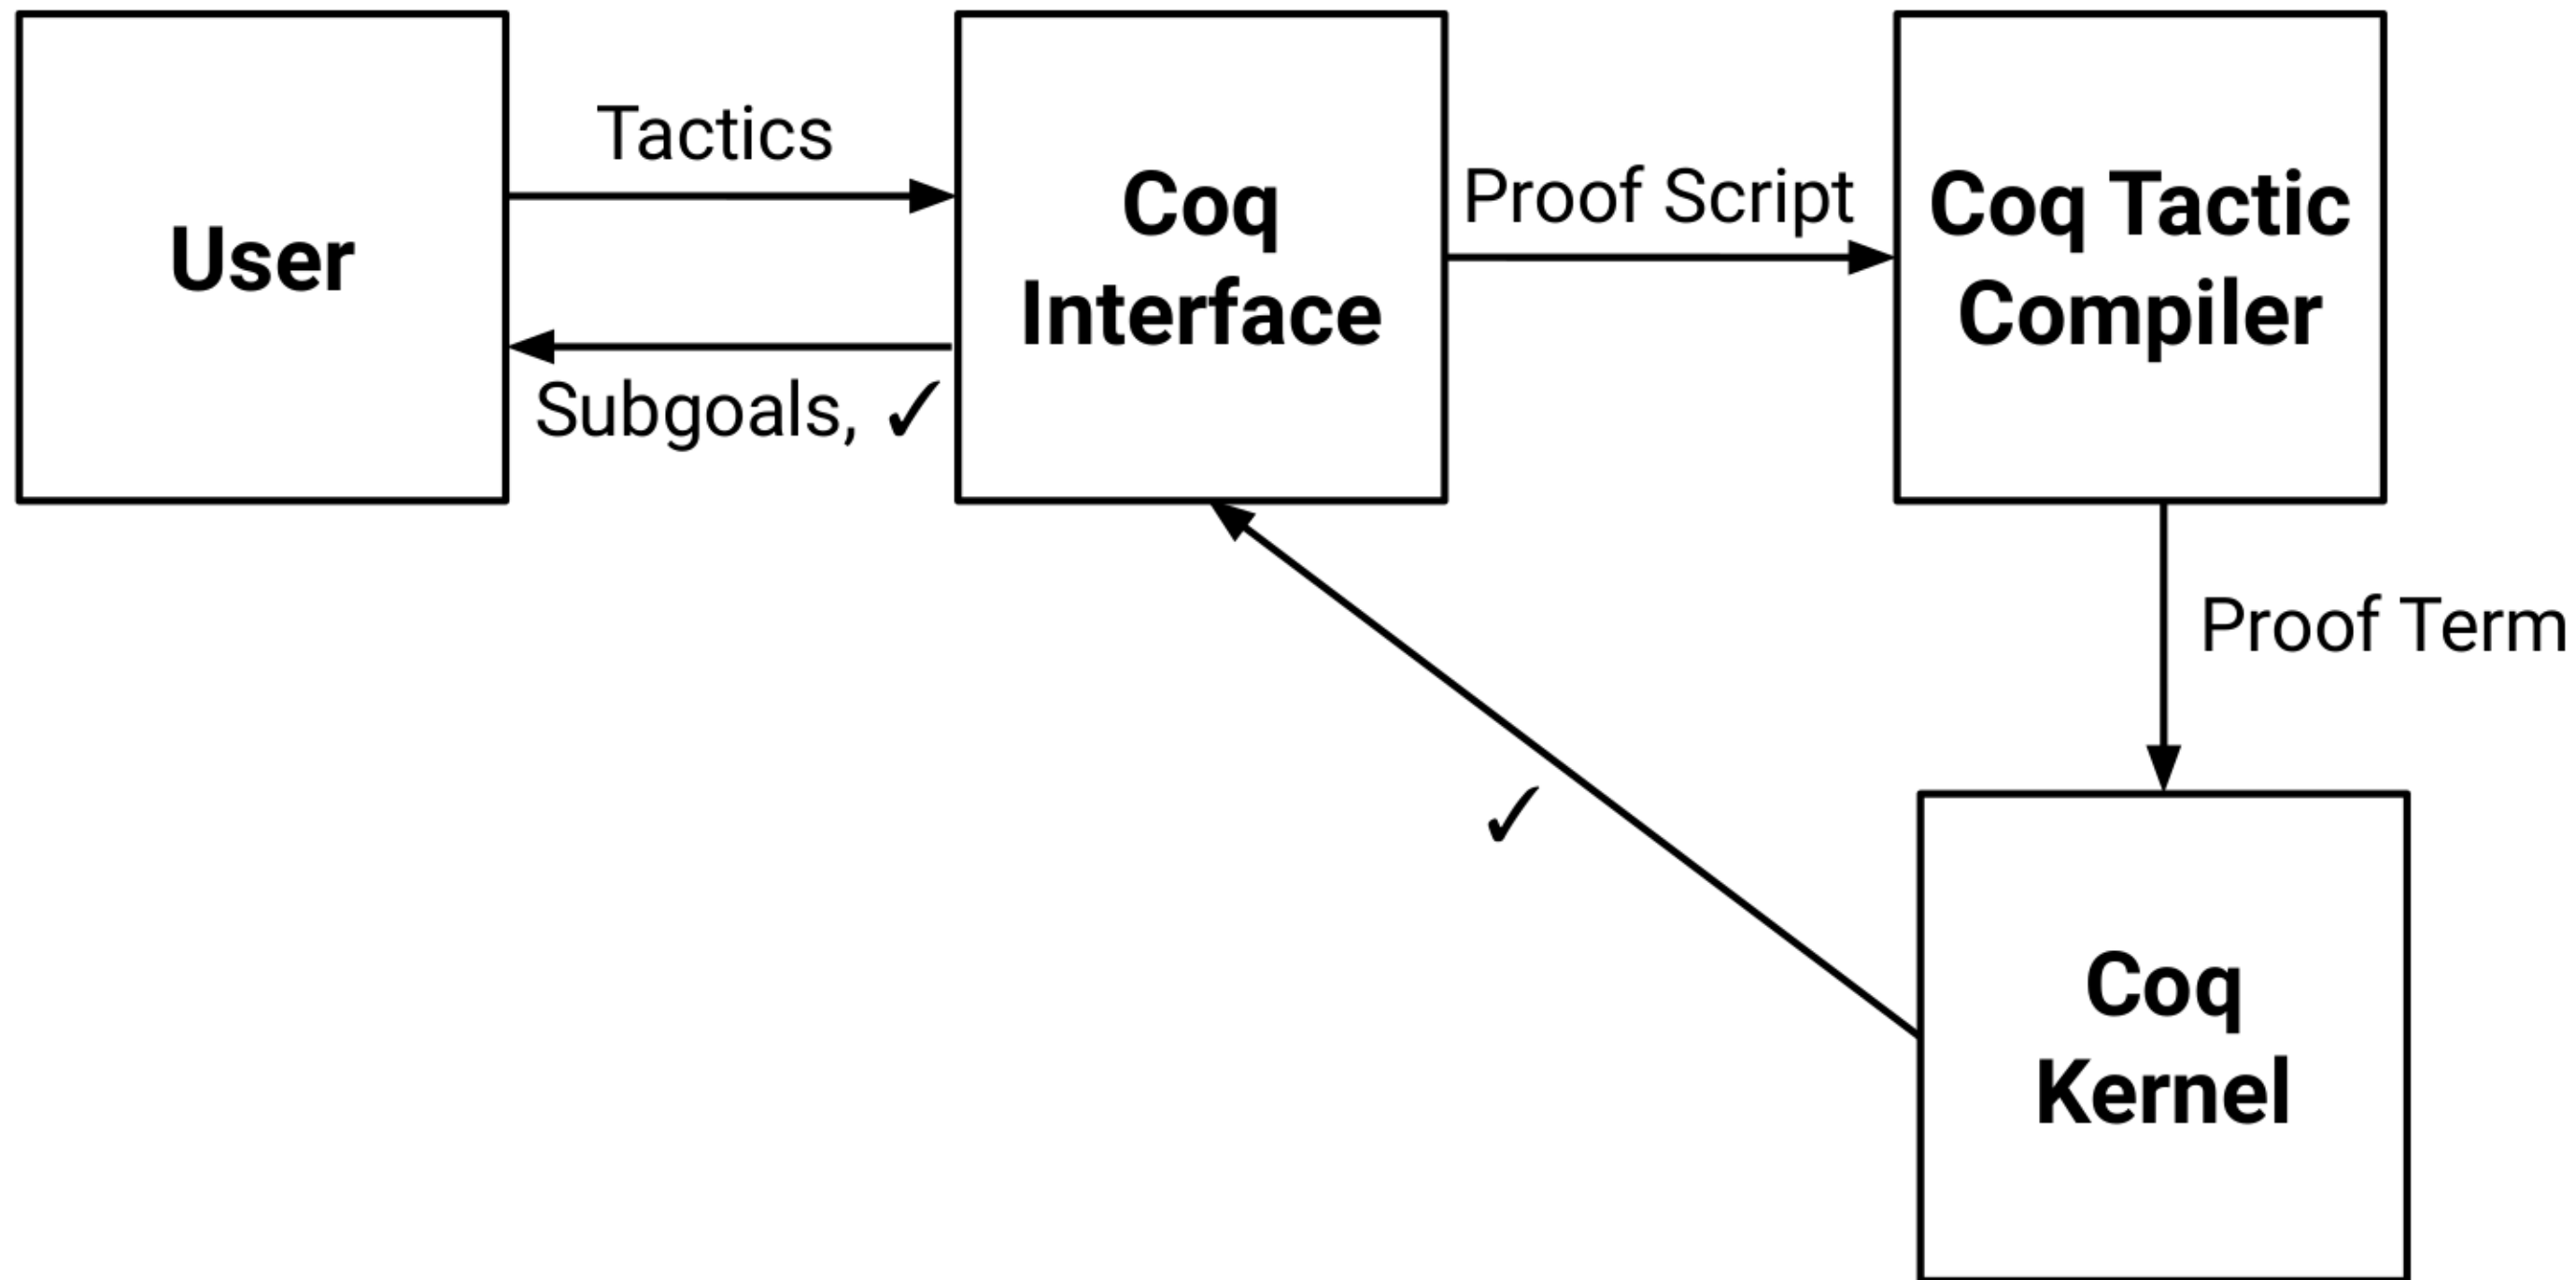 User
Tactics
Subgoals, ✓
Coq
Interface
Proof Script
Coq Tactic
Compiler
Proof Term
✓
Coq
Kernel